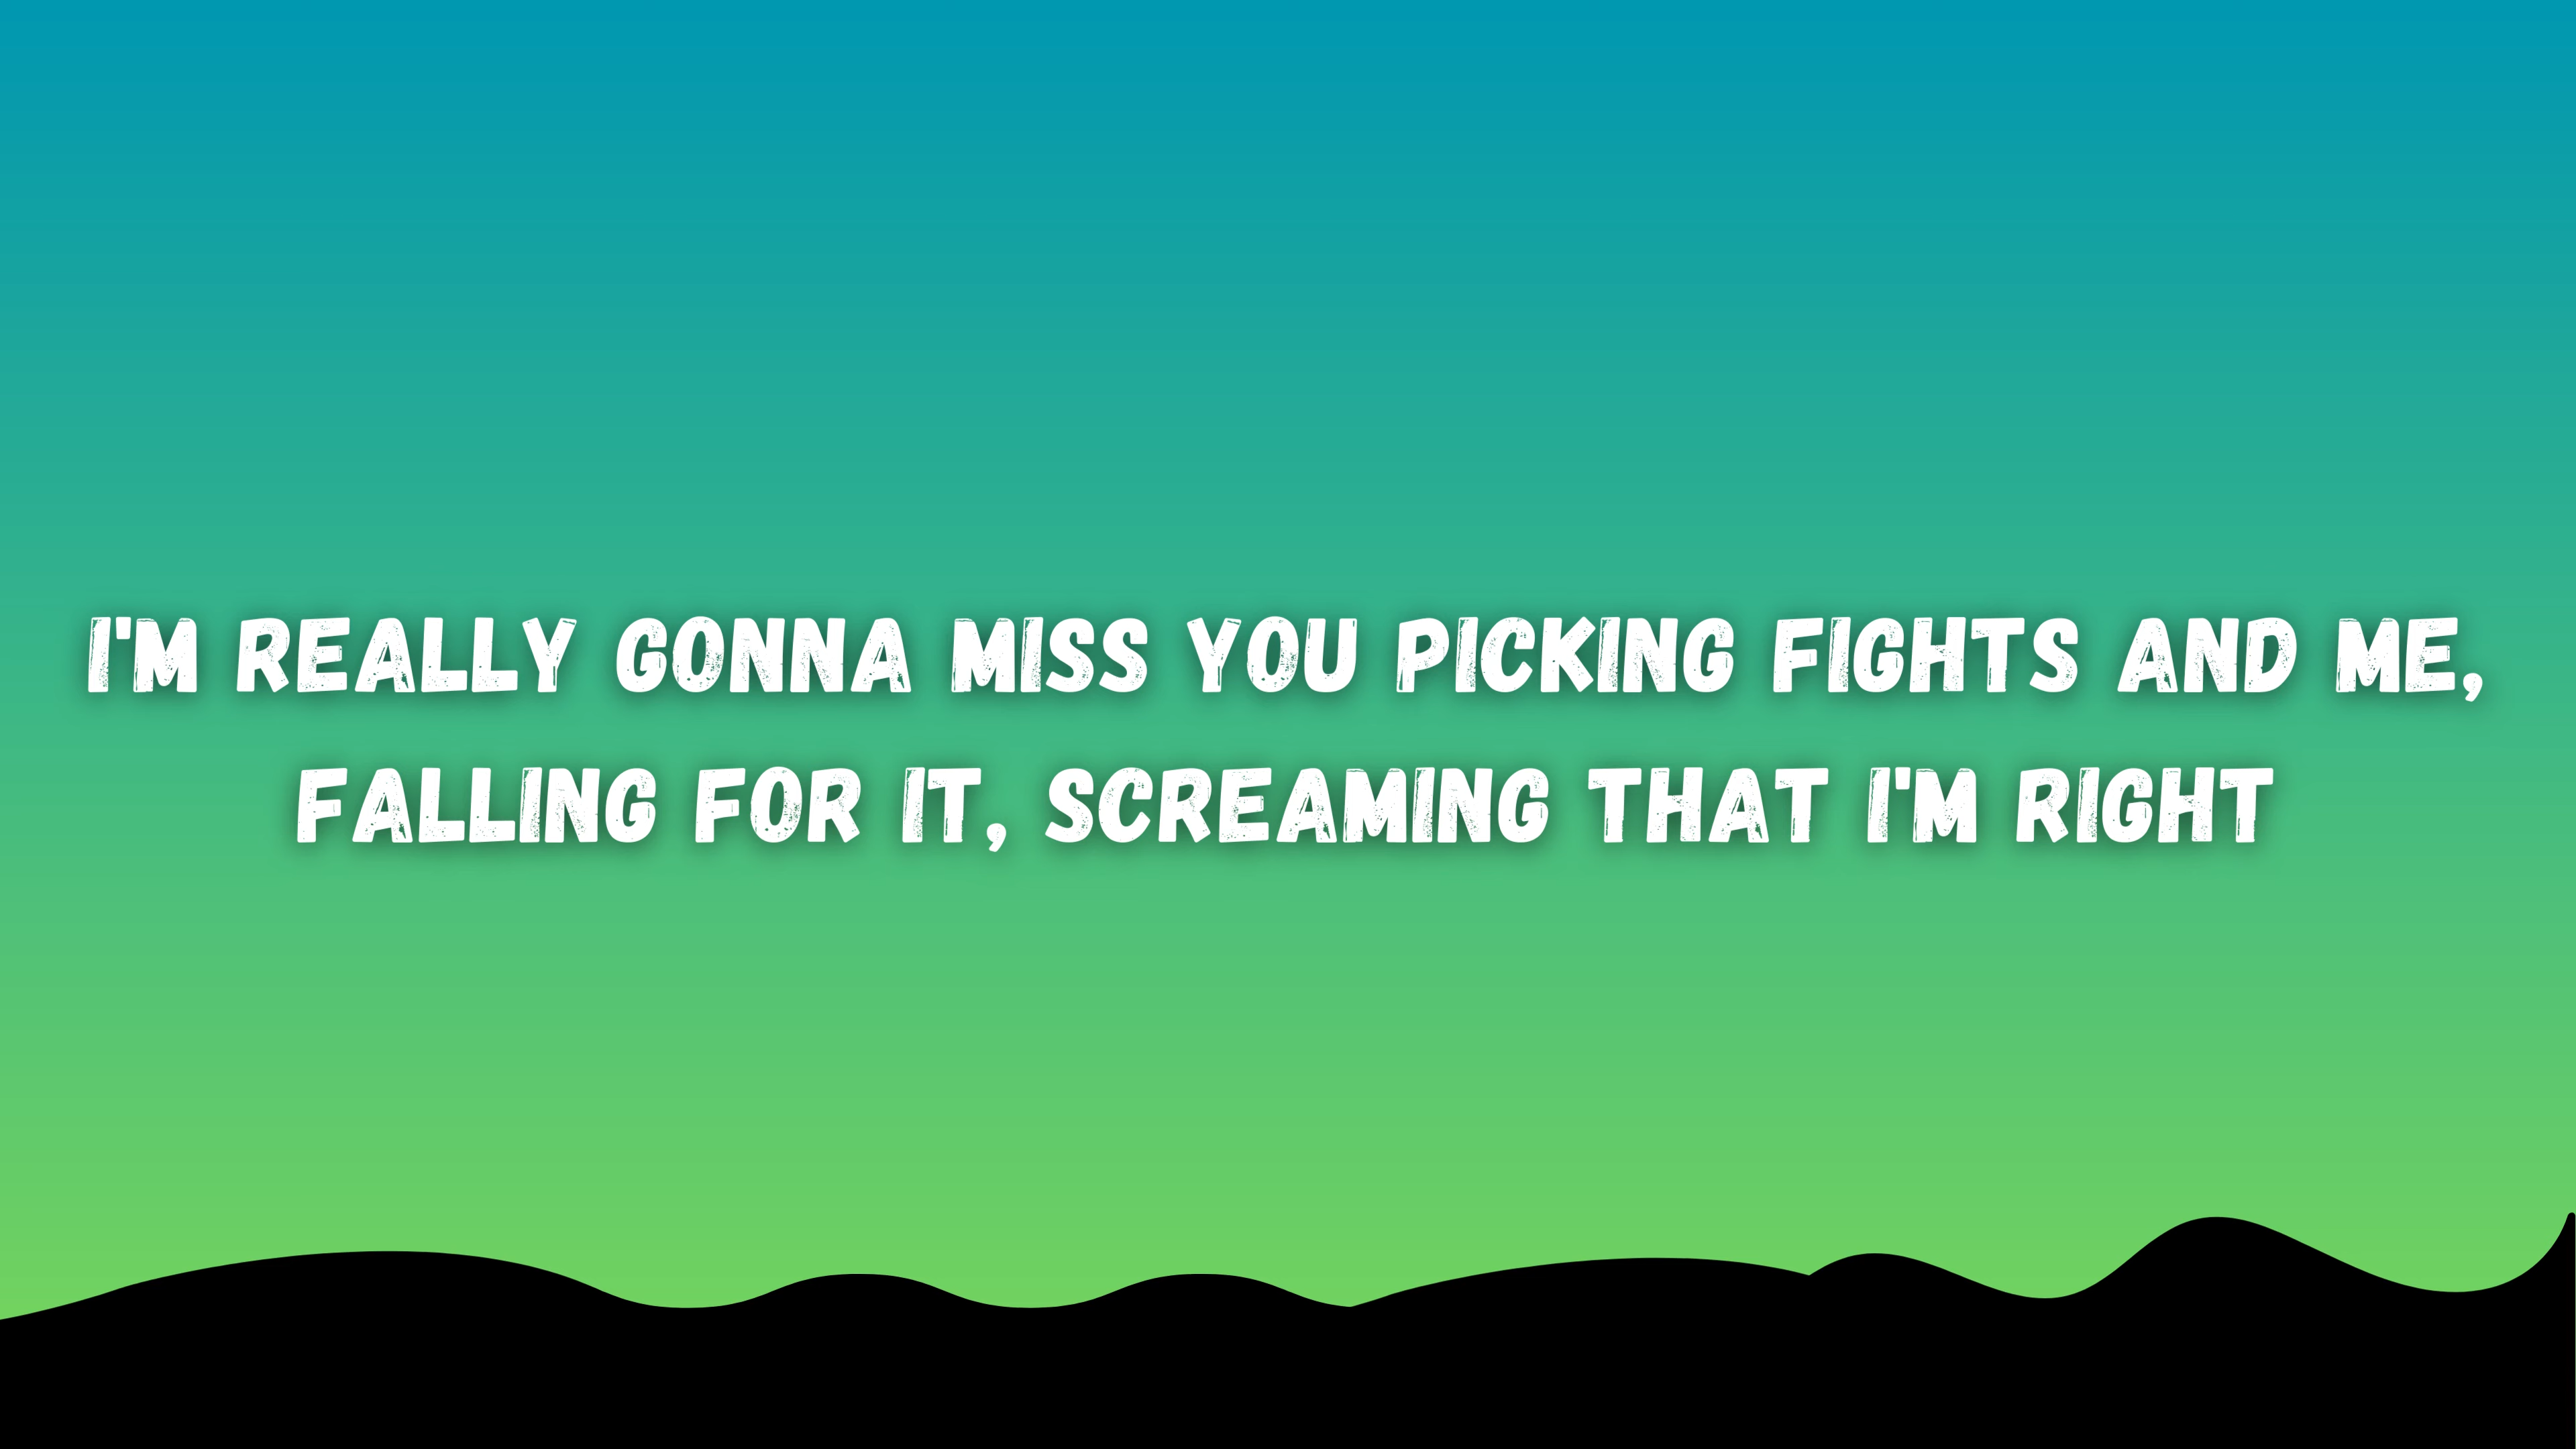 I'M REALLY GONNA MISS YOU PICKING FIGHTS AND ME,
FALLING FOR IT, SCREAMING THAT I'M RIGHT